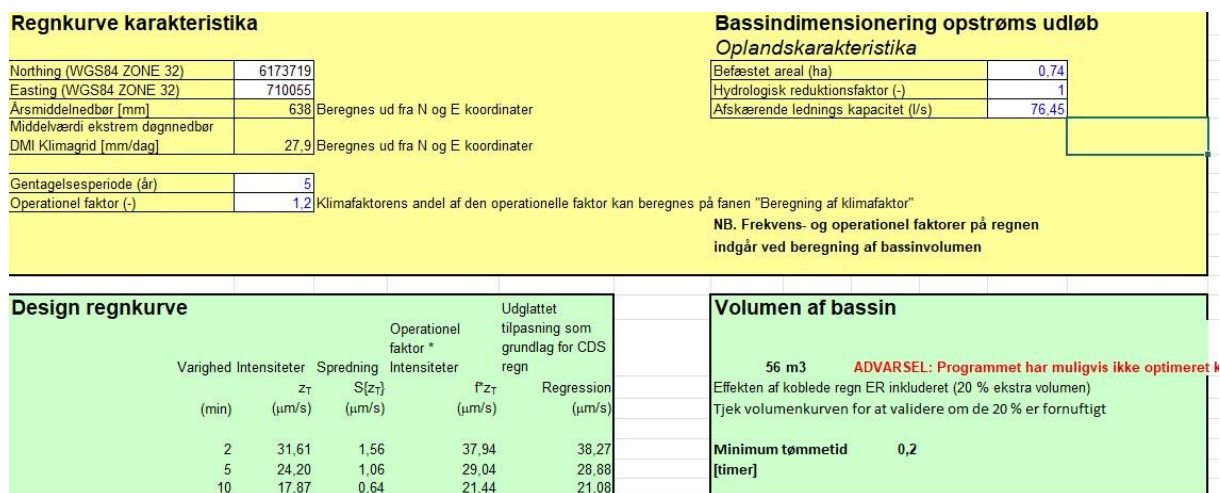 Regnkurve karakteristika
Northing (WGS84 ZONE 32) 6173719
Easting (WGS84 ZONE 32) 710055
Årsmiddelnedbør [mm] 638 Beregnes ud fra N og E koordinater
Middelværdi ekstrem døgnnedbør
DMI Klimagrid [mm/dag] 27,9 Beregnes ud fra N og E koordinater
Gentagelsesperiode (år) 5
Operationel faktor (-) 1,2 Klimafaktorens andel af den operationelle faktor kan beregnes på fanen "Beregning af klimafaktor"
Bassindimensionering opstrøms udløb
Oplandskarakteristika
Befæstet areal (ha) 0,74
Hydrologisk reduktionsfaktor (-) 1
Afskærende lednings kapacitet (l/s) 76,45
NB. Frekvens- og operationel faktorer på regnen
indgår ved beregning af bassinvolumen
Design regnkurve
Varighed Intensiteter Spredning Operationel faktor * Intensiteter Udglattet tilpasning som grundlag for CDS regn
z_T S{z_T} f*z_T Regression
(min) (µm/s) (µm/s) (µm/s) (µm/s)
2 31,61 1,56 37,94 38,27
5 24,20 1,06 29,04 28,88
10 17,87 0,64 21,44 21,08
Volumen af bassin
56 m3 ADVARSEL: Programmet har muligvis ikke optimeret
Effekten af koblede regn ER inkluderet (20 % ekstra volumen)
Tjek volumenkurven for at validere om de 20 % er fornuftigt
Minimum tømmetid 0,2
[timer]